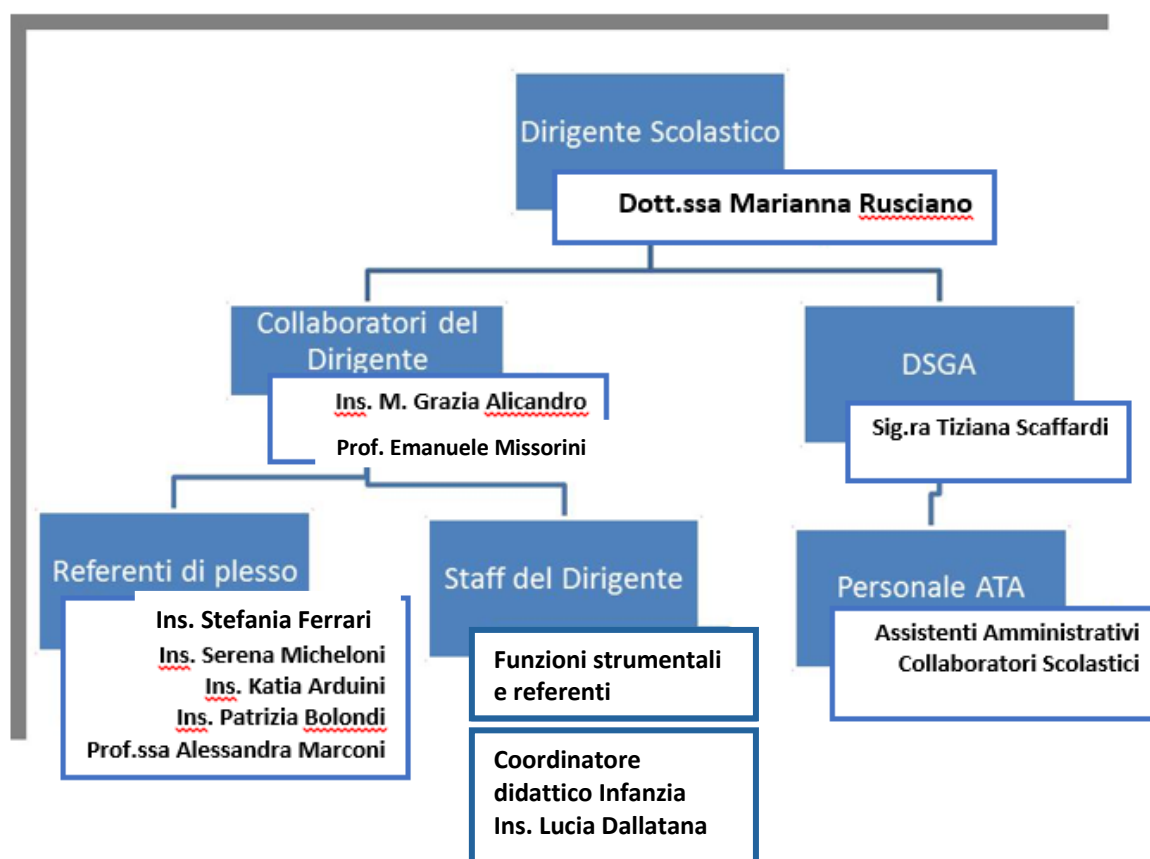 Dirigente Scolastico
Dott.ssa Marianna Rusciano
Collaboratori del
Dirigente
Ins. M. Grazia Alicandro
Prof. Emanuele Missorini
DSGA
Sig.ra Tiziana Scaffardi
Referenti di plesso
Ins. Stefania Ferrari
Ins. Serena Micheloni
Ins. Katia Arduini
Ins. Patrizia Bolondi
Prof.ssa Alessandra Marconi
Staff del Dirigente
Funzioni strumentali
e referenti
Coordinatore
didattico Infanzia
Ins. Lucia Dallatana
Personale ATA
Assistenti Amministrativi
Collaboratori Scolastici